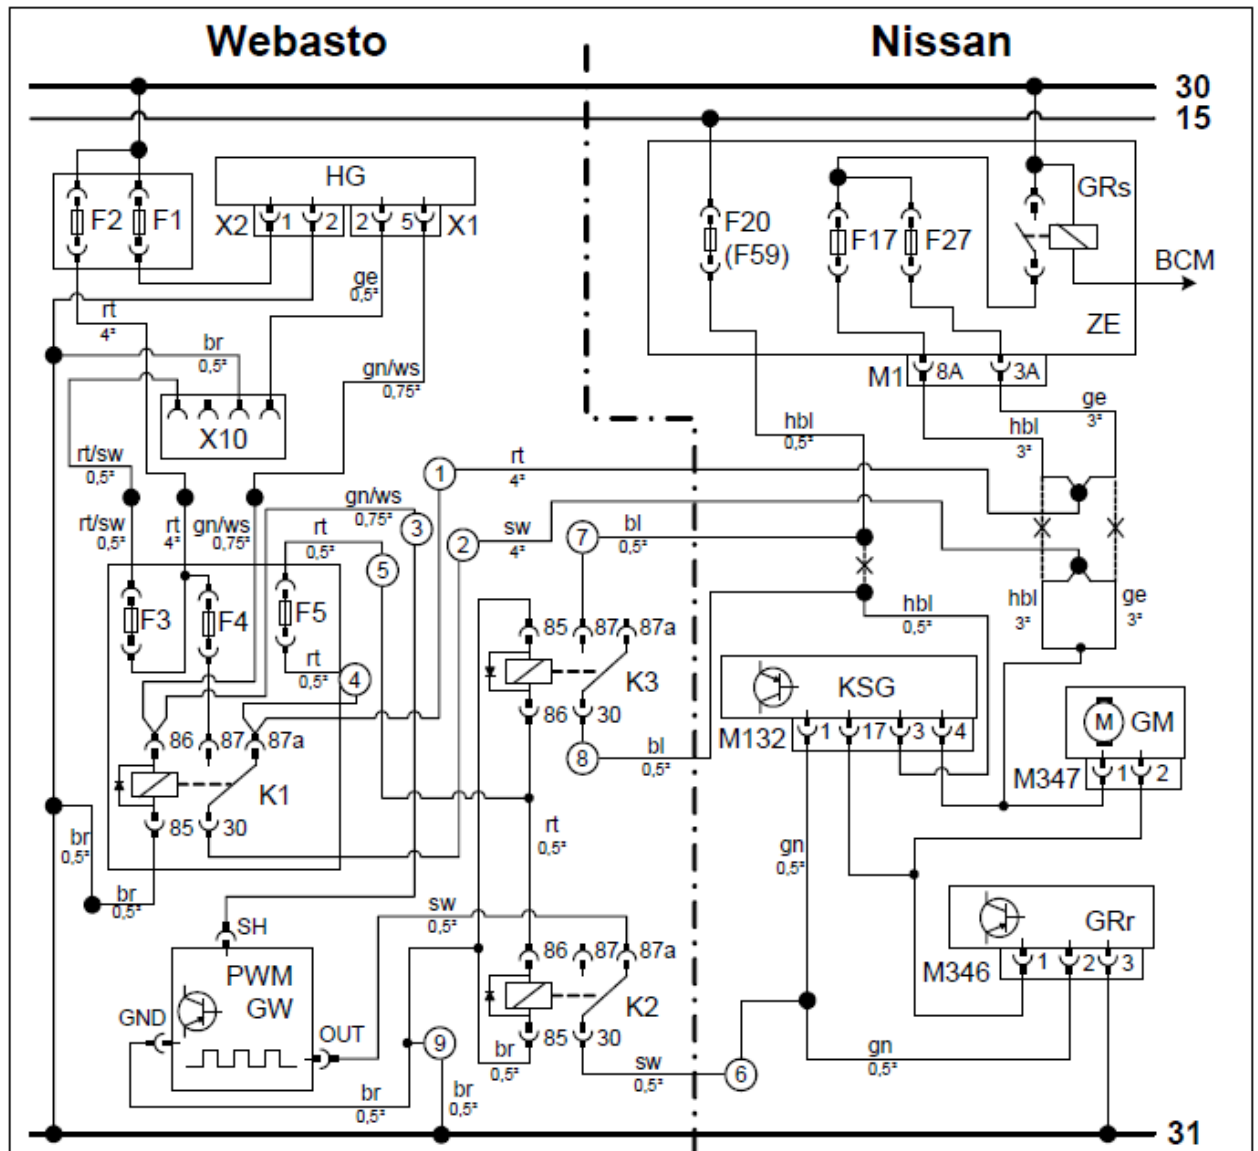 Webasto
Nissan
30
15
HG
X2 1 2 2 5 X1
F2 F1
F20
(F59)
F17
F27
GRs
BCM
ZE
M1 8A 3A
ge
0,5²
rt
4²
br
0,5²
gn/ws
0,75²
X10
hbl
0,5²
hbl
3²
ge
3²
rt/sw
0,5²
1
rt
4²
gn/ws
0,75²
3
rt/sw
0,5²
rt
4²
gn/ws
0,75²
rt
0,5²
5
2
sw
4²
7
bl
0,5²
F3
F4
F5
rt
0,5²
4
85 87 87a
K3
86 30
8
bl
0,5²
hbl
0,5²
hbl
3²
ge
3²
KSG
M132 1 17 3 4
M GM
M347 1 2
86 87 87a
K1
85 30
br
0,5²
br
0,5²
rt
0,5²
gn
0,5²
SH
PWM
GW
GND
OUT
sw
0,5²
86 87 87a
K2
85 30
GRr
M346 1 2 3
9
br
0,5²
br
0,5²
br
0,5²
sw
0,5²
6
gn
0,5²
31